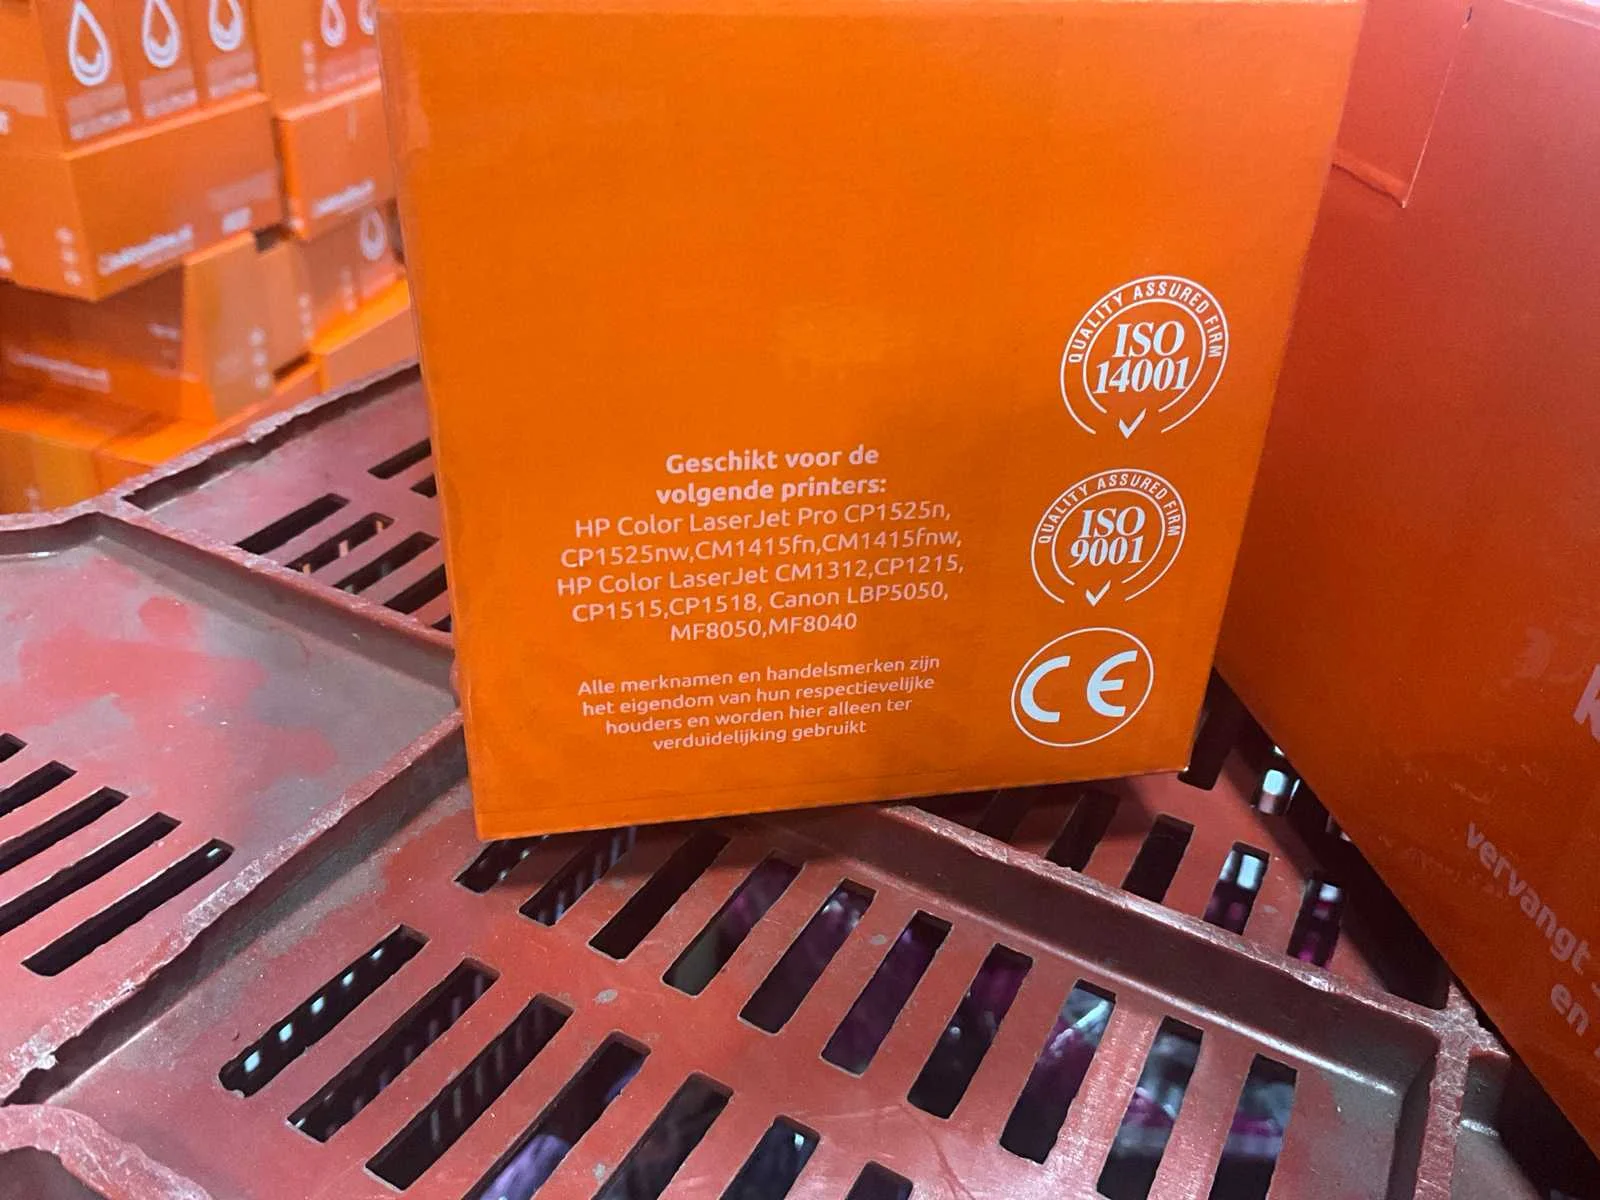 QUALITY ASSURED FIRM
ISO
14001
QUALITY ASSURED FIRM
ISO
9001
CE
Geschikt voor de
volgende printers:
HP Color LaserJet Pro CP1525n,
CP1525nw,CM1415fn,CM1415fnw,
HP Color LaserJet CM1312,CP1215,
CP1515,CP1518, Canon LBP5050,
MF8050,MF8040
Alle merknamen en handelsmerken zijn
het eigendom van hun respectievelijke
houders en worden hier alleen ter
verduidelijking gebruikt
vervangt
en